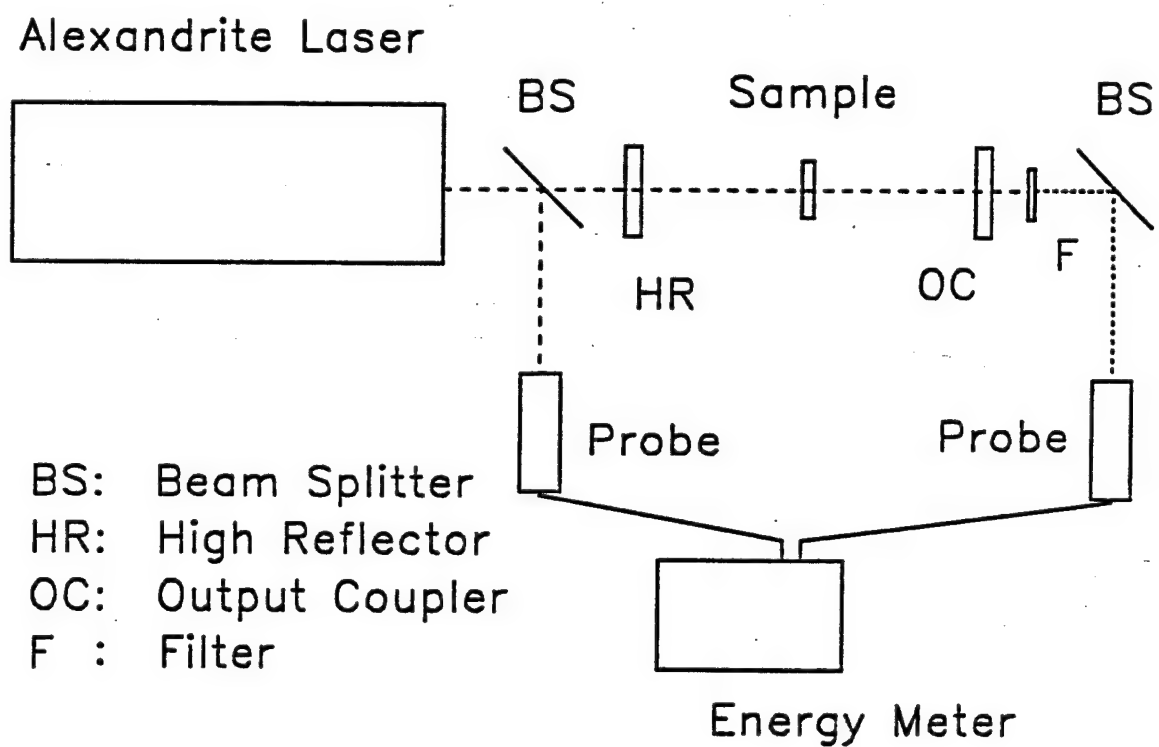 Alexandrite Laser
BS
Sample
BS
HR
OC
F
Probe
Probe
BS: Beam Splitter
HR: High Reflector
OC: Output Coupler
F : Filter
Energy Meter